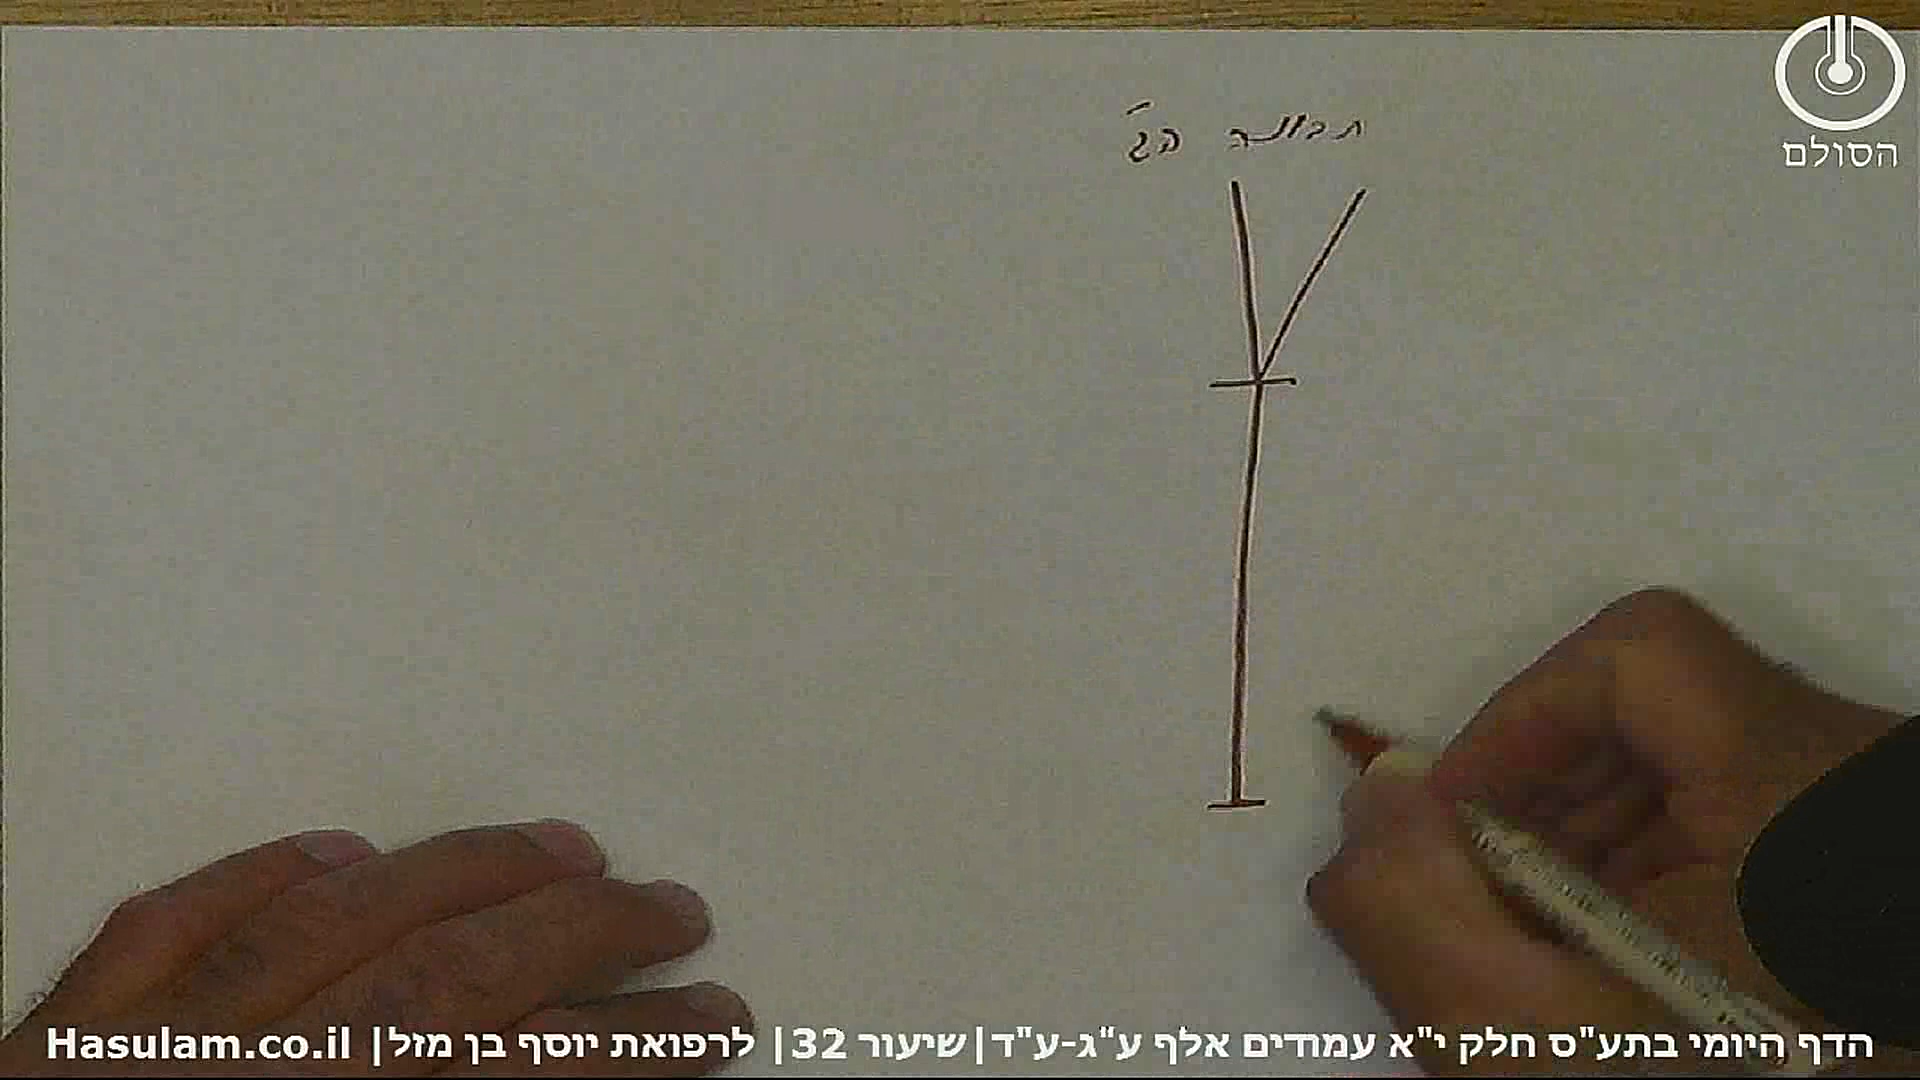 תבונה הג'
הסולם
הדף היומי בתע"ס חלק י"א עמודים אלף ע"ג-ע"ד|שיעור 32| לרפואת יוסף בן מזל| Hasulam.co.il